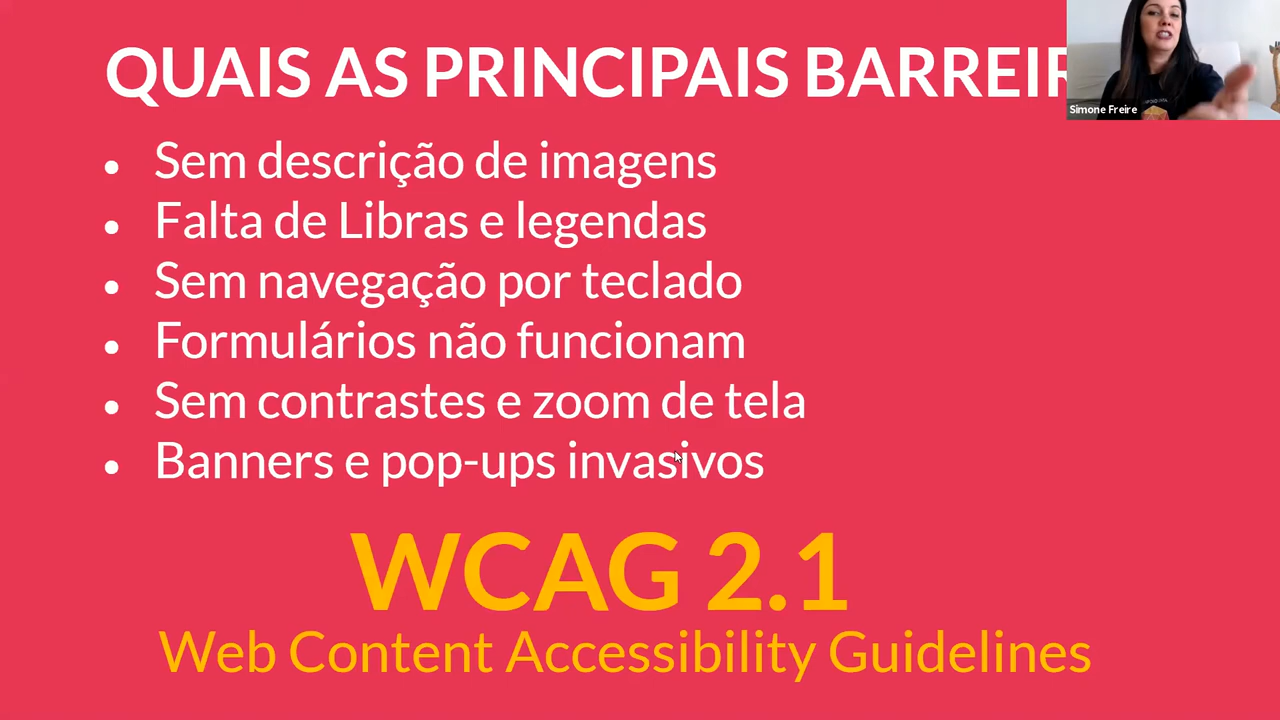 QUAIS AS PRINCIPAIS BARREIR
Simone Freire
• Sem descrição de imagens
• Falta de Libras e legendas
• Sem navegação por teclado
• Formulários não funcionam
• Sem contrastes e zoom de tela
• Banners e pop-ups invasivos
WCAG 2.1
Web Content Accessibility Guidelines